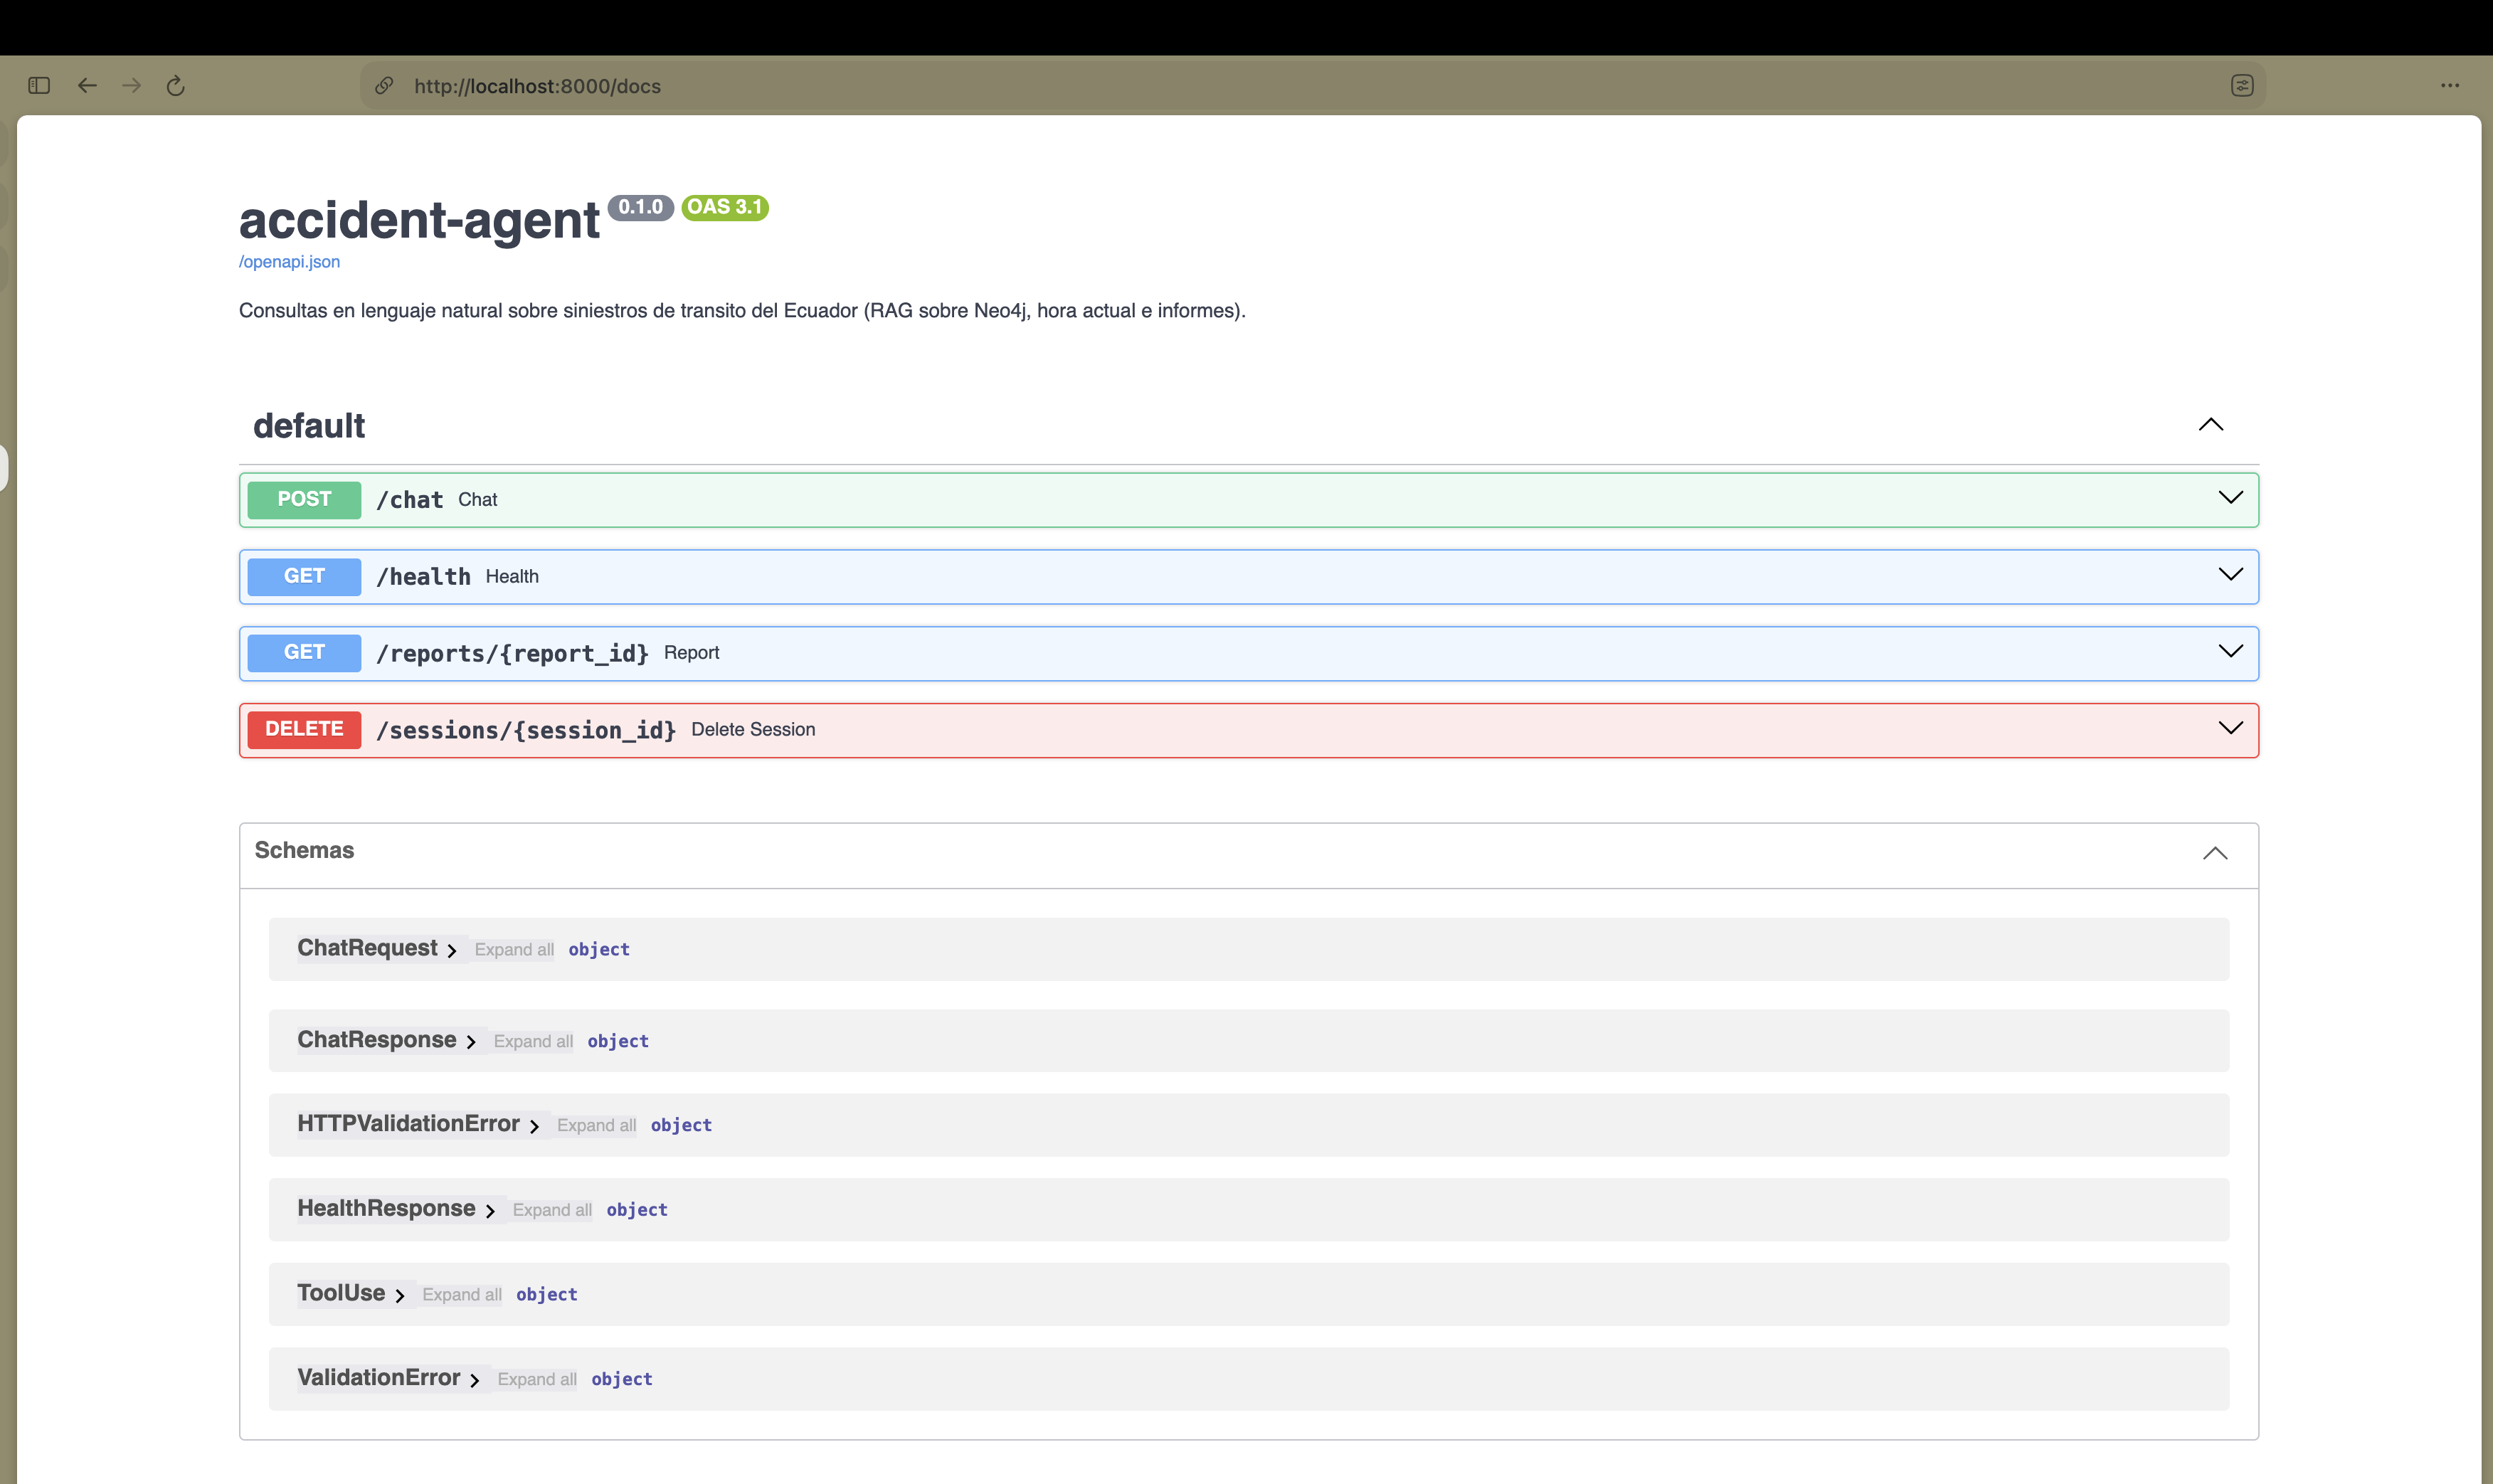 http://localhost:8000/docs
accident-agent 0.1.0 OAS 3.1
/openapi.json
Consultas en lenguaje natural sobre siniestros de transito del Ecuador (RAG sobre Neo4j, hora actual e informes).
default
POST /chat Chat
GET /health Health
GET /reports/{report_id} Report
DELETE /sessions/{session_id} Delete Session
Schemas
ChatRequest Expand all object
ChatResponse Expand all object
HTTPValidationError Expand all object
HealthResponse Expand all object
ToolUse Expand all object
ValidationError Expand all object